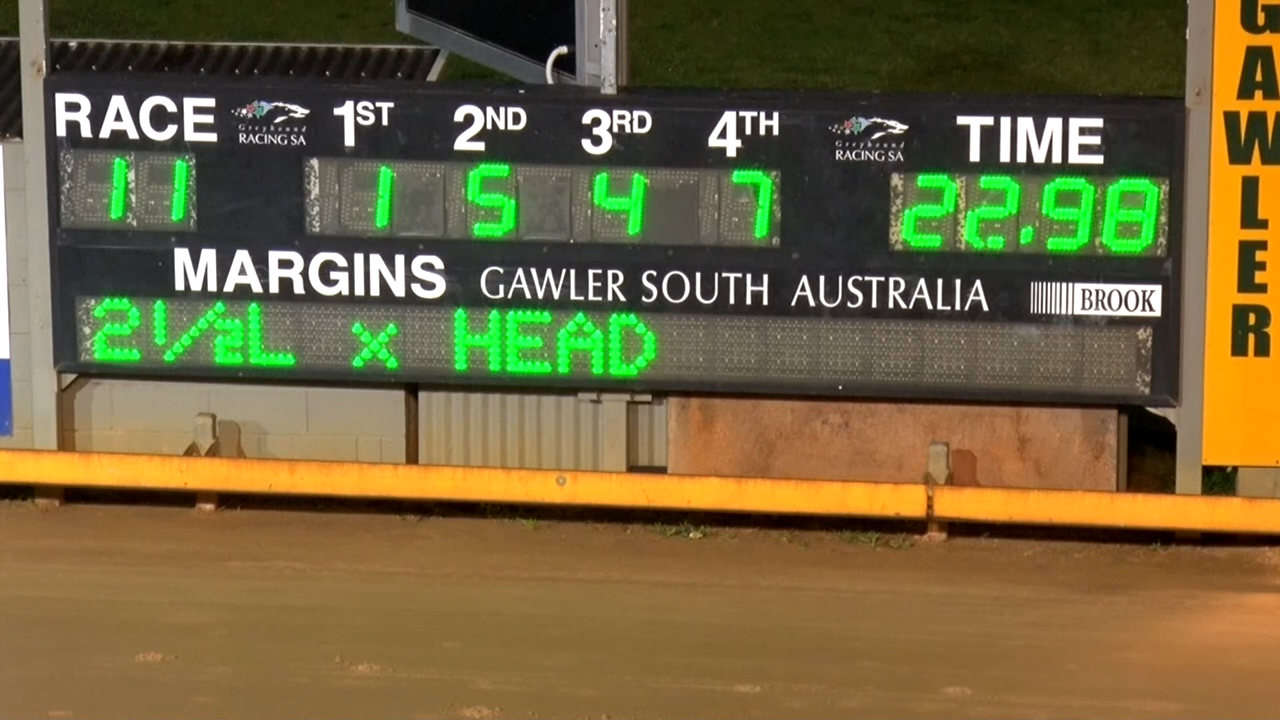 RACE Greyhound RACING SA 1ST 2ND 3RD 4TH Greyhound RACING SA TIME
11 1 5 4 7 22.98
MARGINS GAWLER SOUTH AUSTRALIA BROOK
2½L x HEAD
GAWLER